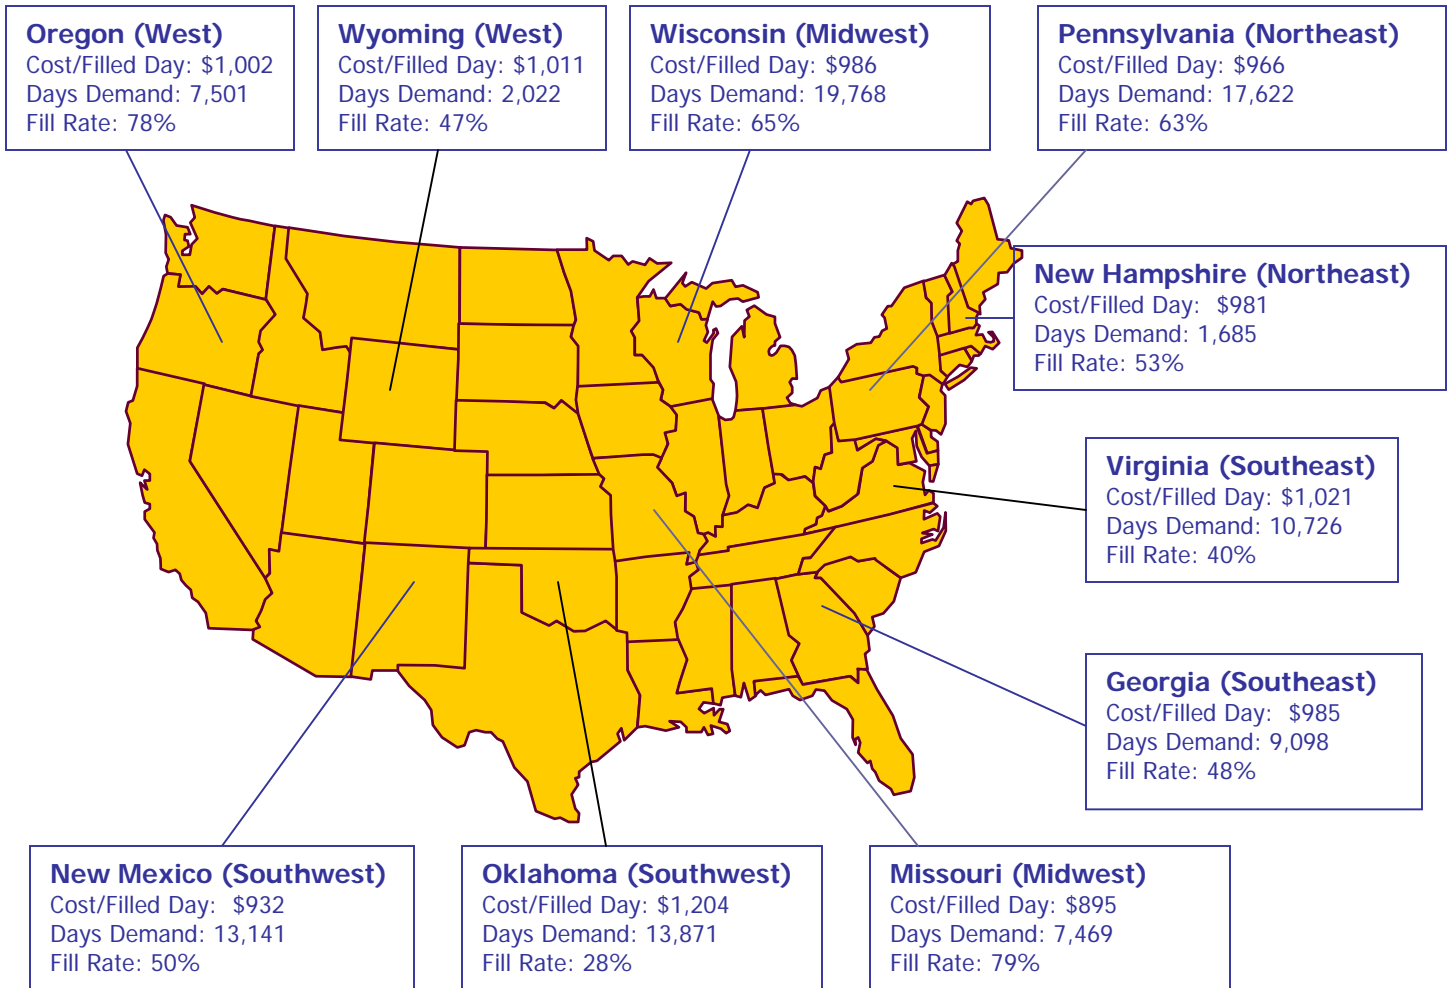 Oregon (West)
Cost/Filled Day: $1,002
Days Demand: 7,501
Fill Rate: 78%
Wyoming (West)
Cost/Filled Day: $1,011
Days Demand: 2,022
Fill Rate: 47%
Wisconsin (Midwest)
Cost/Filled Day: $986
Days Demand: 19,768
Fill Rate: 65%
Pennsylvania (Northeast)
Cost/Filled Day: $966
Days Demand: 17,622
Fill Rate: 63%
New Hampshire (Northeast)
Cost/Filled Day:  $981
Days Demand: 1,685
Fill Rate: 53%
Virginia (Southeast)
Cost/Filled Day: $1,021
Days Demand: 10,726
Fill Rate: 40%
Georgia (Southeast)
Cost/Filled Day:  $985
Days Demand: 9,098
Fill Rate: 48%
New Mexico (Southwest)
Cost/Filled Day:  $932
Days Demand: 13,141
Fill Rate: 50%
Oklahoma (Southwest)
Cost/Filled Day: $1,204
Days Demand: 13,871
Fill Rate: 28%
Missouri (Midwest)
Cost/Filled Day: $895
Days Demand: 7,469
Fill Rate: 79%